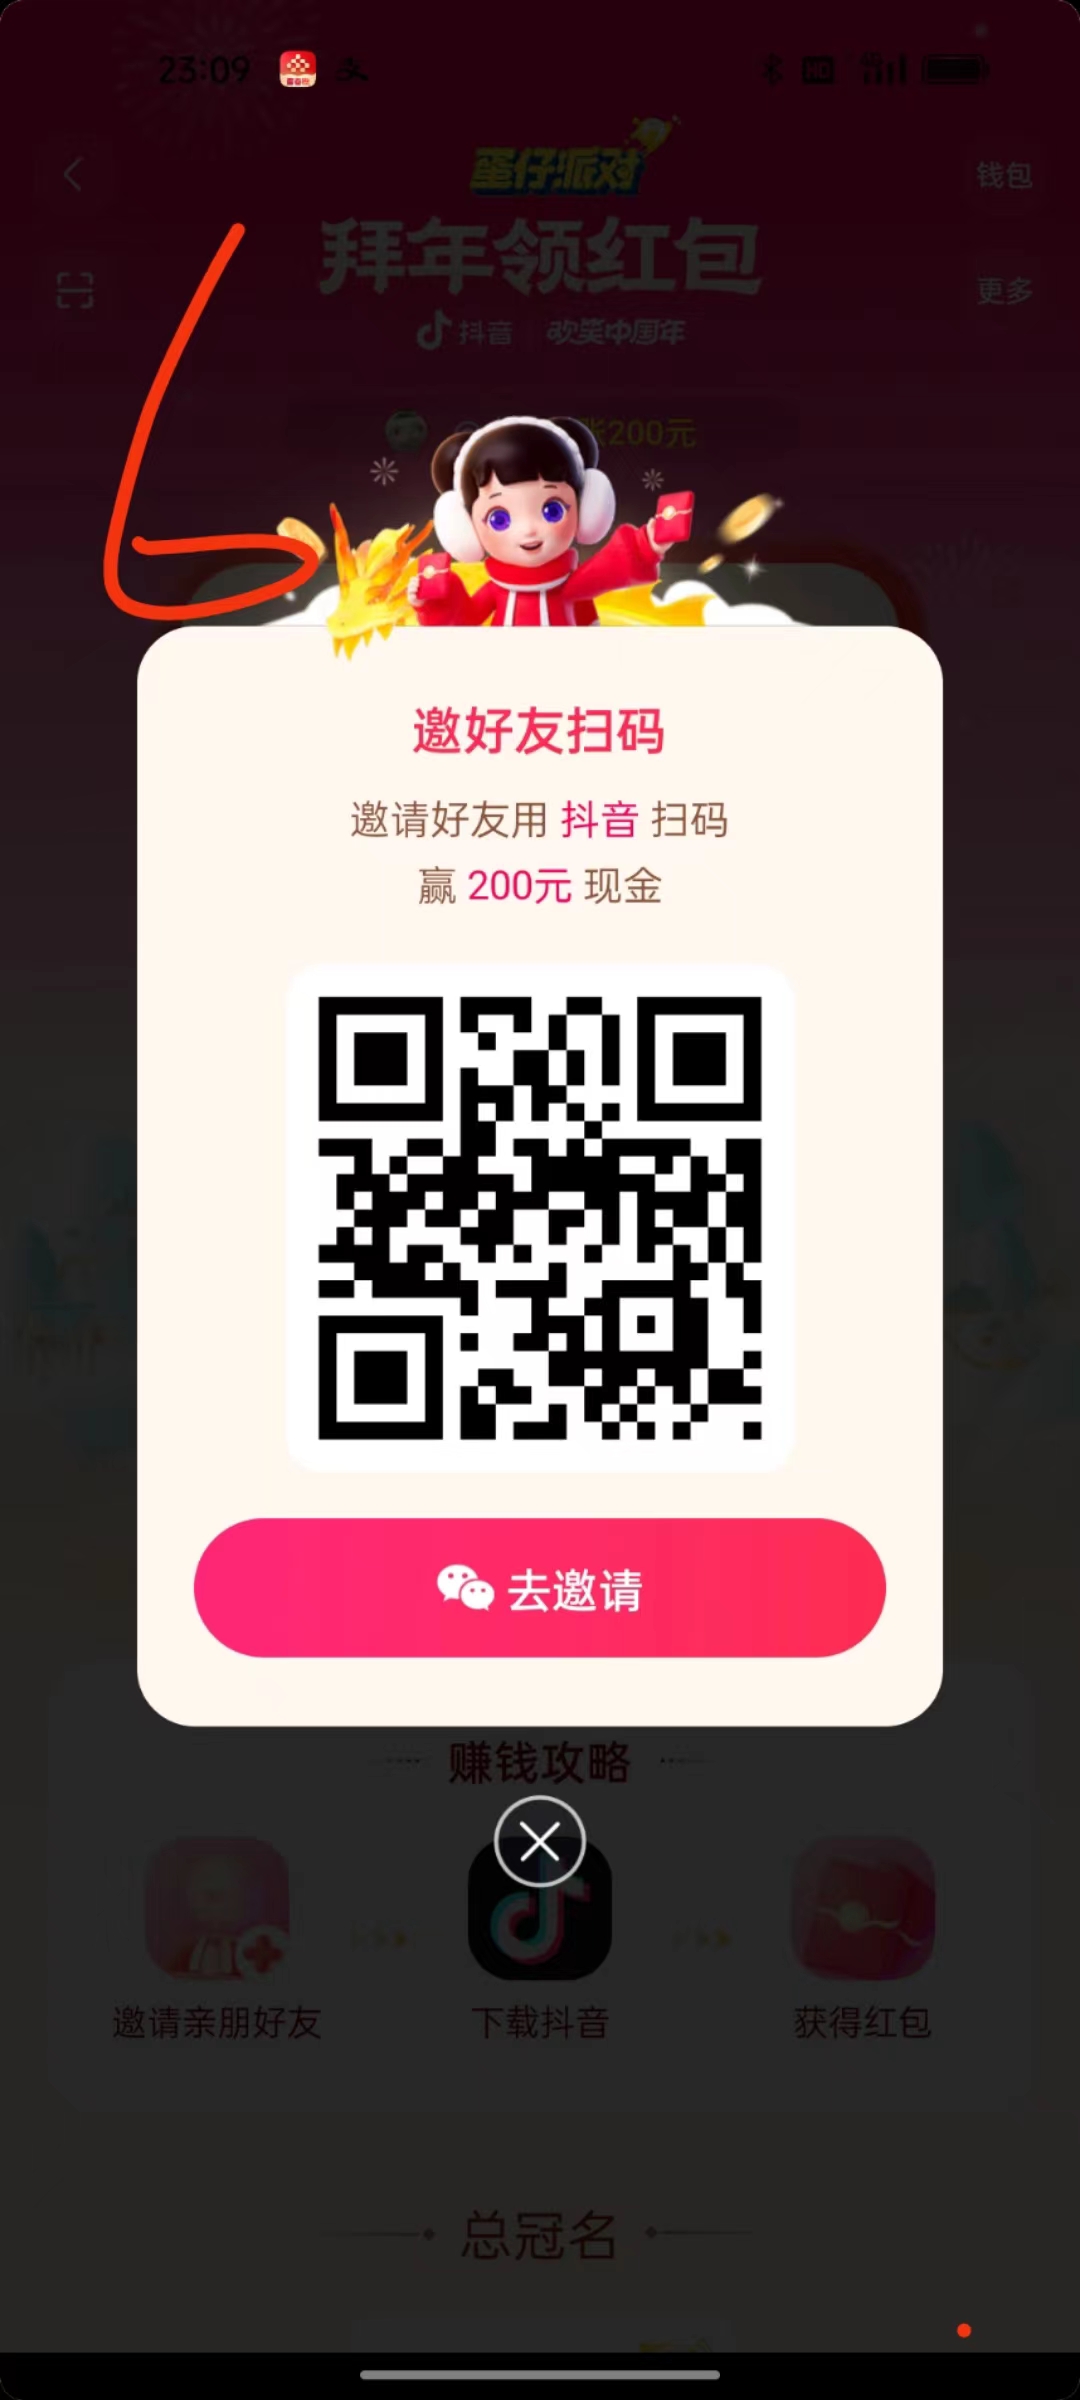 23:09
HD
蛋仔派对
钱包
拜年领红包
更多
抖音 欢笑中国年
6
涨200元
邀好友扫码
邀请好友用 抖音 扫码
赢 200元 现金
去邀请
赚钱攻略
邀请亲朋好友
下载抖音
获得红包
总冠名